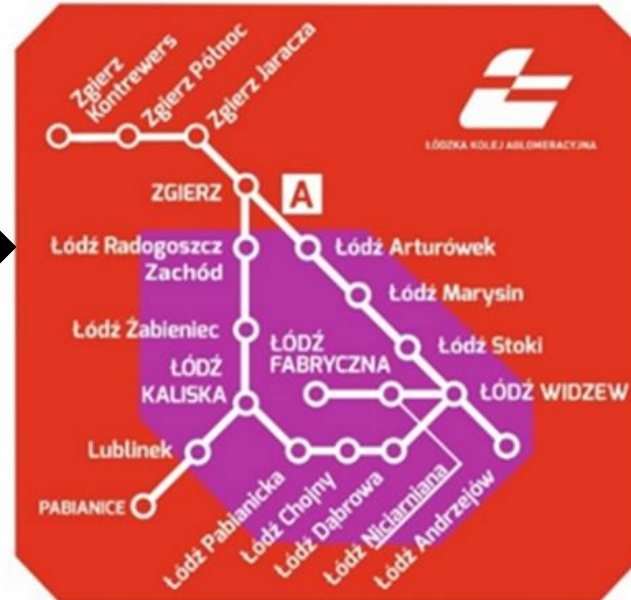 Zgierz
Kontrewers
Zgierz Północ
Zgierz Jaracza
ŁÓDZKA KOLEJ AGLOMERACYJNA
ZGIERZ
A
Łódź Radogoszcz
Zachód
Łódź Arturówek
Łódź Marysin
Łódź Żabieniec
ŁÓDŹ
FABRYCZNA
Łódź Stoki
ŁÓDŹ
KALISKA
ŁÓDŹ WIDZEW
Lublinek
PABIANICE
Łódź Pabianicka
Łódź Chojny
Łódź Dąbrowa
Łódź Niciarniana
Łódź Andrzejów